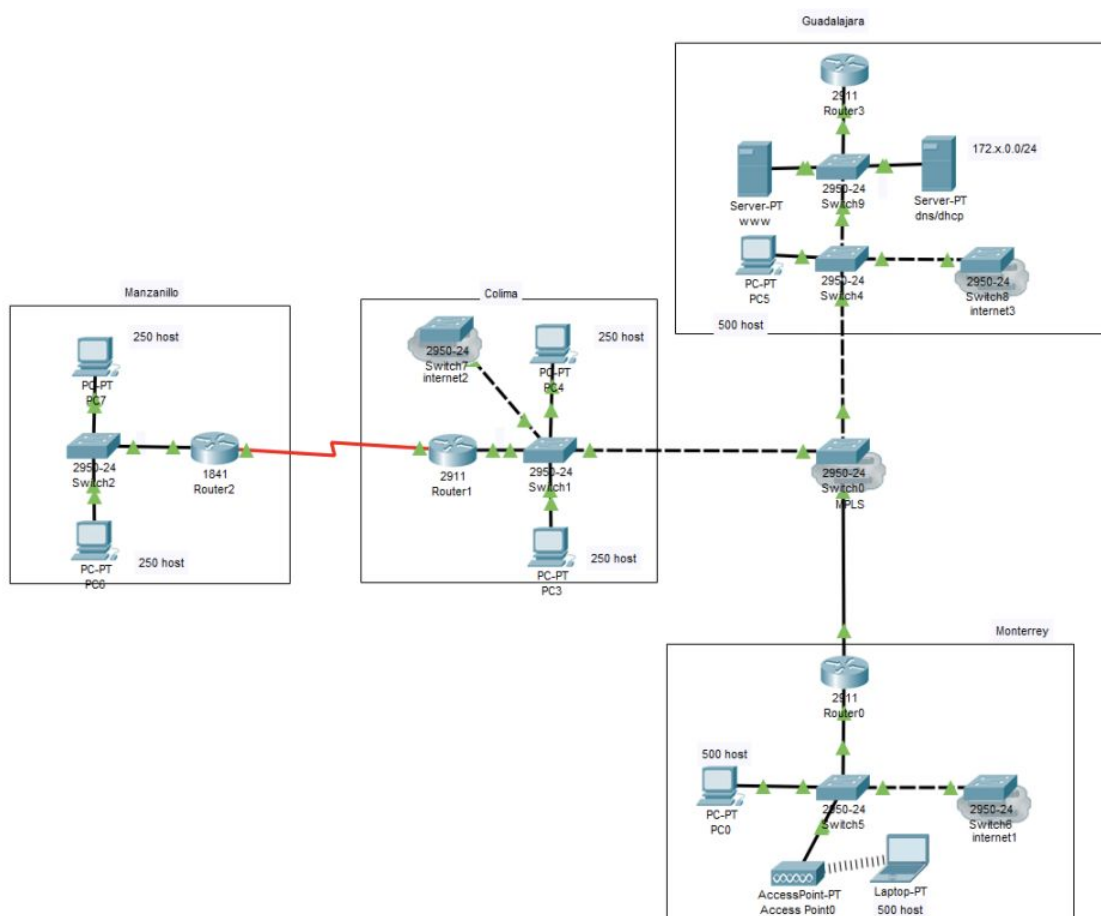 Guadalajara
2911
Router3
172.x.0.0/24
Server-PT
www
2950-24
Switch9
Server-PT
dns/dhcp
PC-PT
PC5
2950-24
Switch4
2950-24
Switch8
internet3
500 host
Manzanillo
250 host
PC-PT
PC7
2950-24
Switch2
1841
Router2
PC-PT
PC6
250 host
Colima
2950-24
Switch7
internet2
250 host
PC-PT
PC4
2911
Router1
2950-24
Switch1
PC-PT
PC3
250 host
2950-24
Switch0
MPLS
Monterrey
2911
Router0
500 host
PC-PT
PC0
2950-24
Switch5
2950-24
Switch6
internet1
AccessPoint-PT
Access Point0
Laptop-PT
500 host